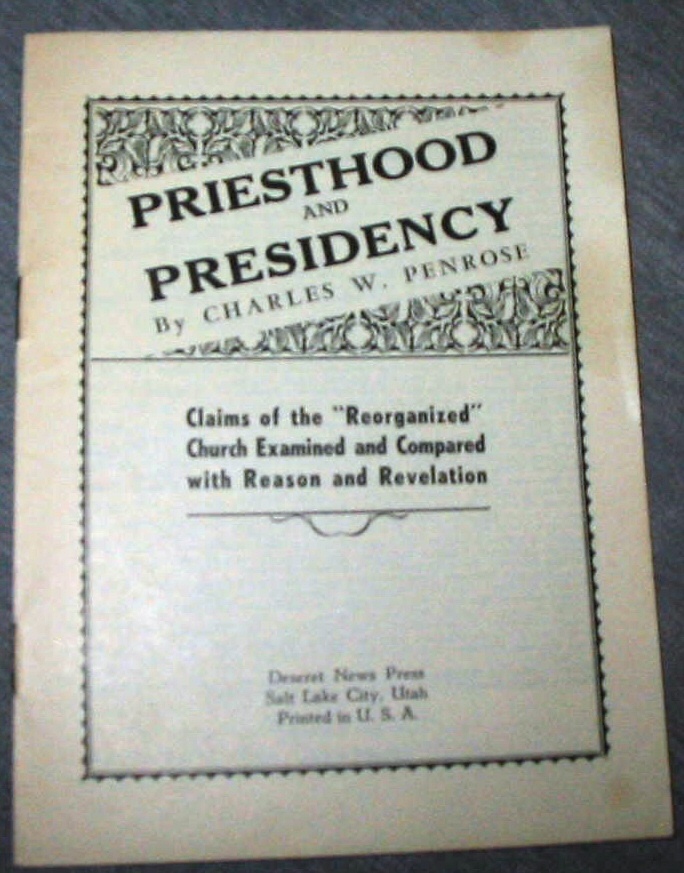 PRIESTHOOD
AND
PRESIDENCY
By CHARLES W. PENROSE
Claims of the "Reorganized"
Church Examined and Compared
with Reason and Revelation
Deseret News Press
Salt Lake City, Utah
Printed in U. S. A.